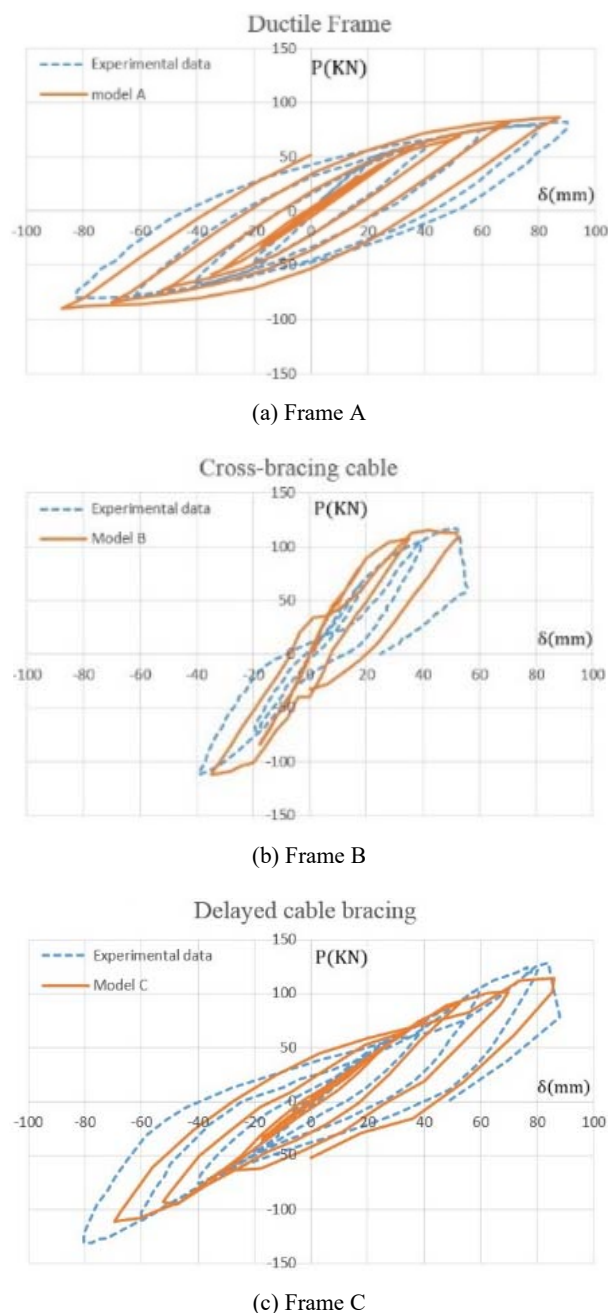 Ductile Frame
150
Experimental data
P(KN)
model A
100
50
δ(mm)
0
-100 -80 -60 -40 -20 0 20 40 60 80 100
-50
-100
-150
(a) Frame A
Cross-bracing cable
150
Experimental data
P(KN)
Model B
100
50
δ(mm)
0
-100 -80 -60 -40 -20 0 20 40 60 80 100
-50
-100
-150
(b) Frame B
Delayed cable bracing
150
Experimental data
P(KN)
Model C
100
50
δ(mm)
0
-100 -80 -60 -40 -20 0 20 40 60 80 100
-50
-100
-150
(c) Frame C